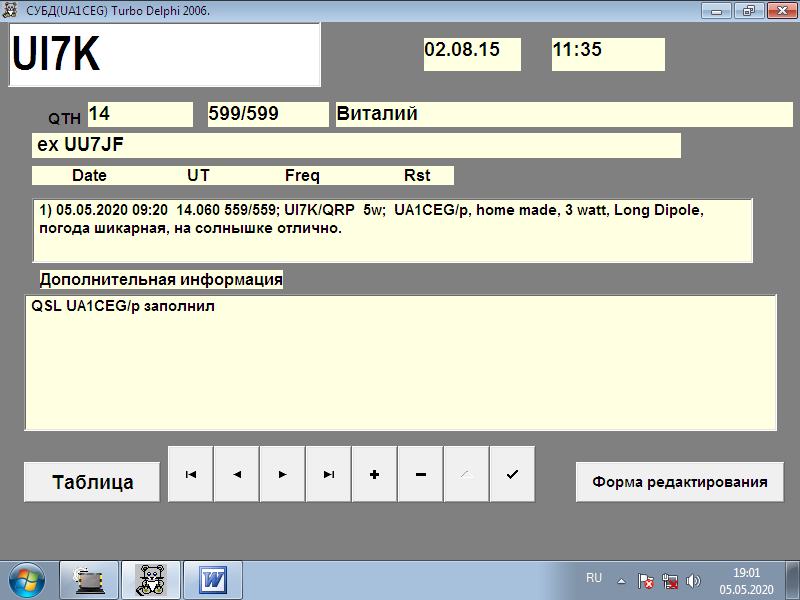 СУБД(UA1CEG) Turbo Delphi 2006.
UI7K
02.08.15 11:35
QTH 14 599/599 Виталий
ex UU7JF
Date UT Freq Rst
1) 05.05.2020 09:20 14.060 559/559; UI7K/QRP 5w; UA1CEG/p, home made, 3 watt, Long Dipole,
погода шикарная, на солнышке отлично.
Дополнительная информация
QSL UA1CEG/p заполнил
Таблица
Форма редактирования
RU
19:01
05.05.2020